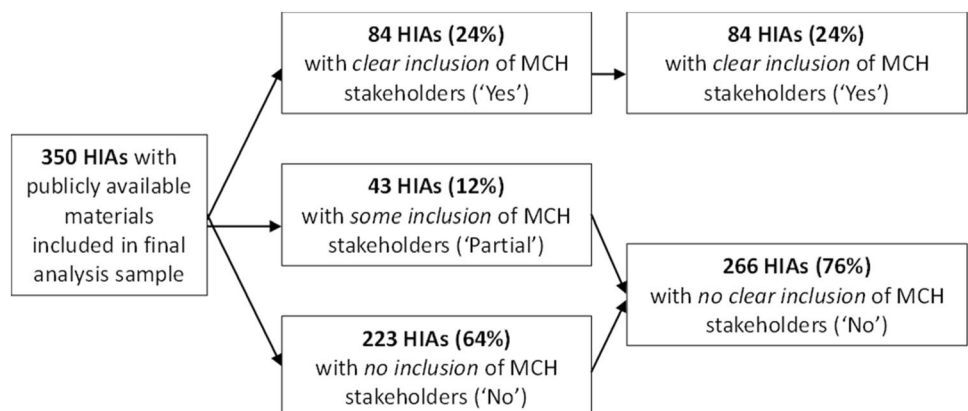 350 HIAs with
publicly available
materials
included in final
analysis sample
84 HIAs (24%)
with clear inclusion of MCH
stakeholders (‘Yes’)
43 HIAs (12%)
with some inclusion of MCH
stakeholders (‘Partial’)
223 HIAs (64%)
with no inclusion of MCH
stakeholders (‘No’)
84 HIAs (24%)
with clear inclusion of MCH
stakeholders (‘Yes’)
266 HIAs (76%)
with no clear inclusion of MCH
stakeholders (‘No’)